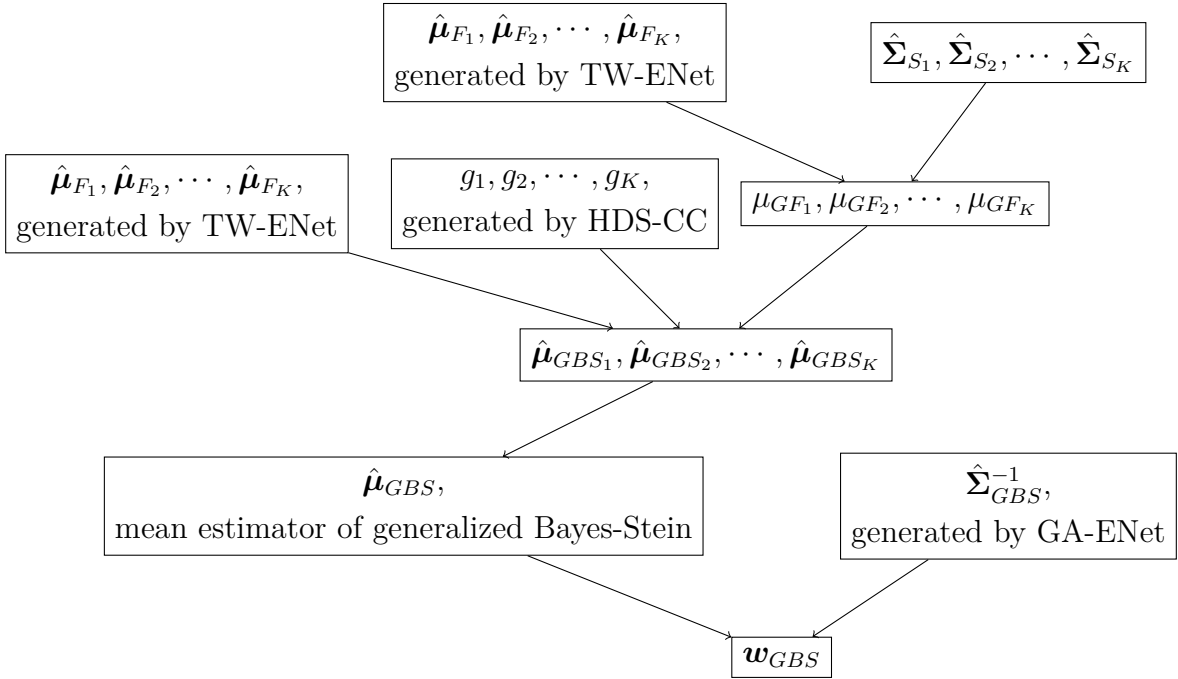 μ̂_{F_1}, μ̂_{F_2}, ⋯ , μ̂_{F_K},
generated by TW-ENet
Σ̂_{S_1}, Σ̂_{S_2}, ⋯ , Σ̂_{S_K}
μ̂_{F_1}, μ̂_{F_2}, ⋯ , μ̂_{F_K},
generated by TW-ENet
g_1, g_2, ⋯ , g_K,
generated by HDS-CC
μ_{GF_1}, μ_{GF_2}, ⋯ , μ_{GF_K}
μ̂_{GBS_1}, μ̂_{GBS_2}, ⋯ , μ̂_{GBS_K}
μ̂_{GBS},
mean estimator of generalized Bayes-Stein
Σ̂^{-1}_{GBS},
generated by GA-ENet
w_{GBS}